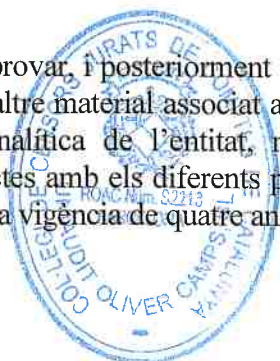 provar, i posteriorment
altre material associat a
nalítica de l'entitat,
etes amb els diferents
a vigència de quatre an
COL·LEGI DE CENSORS JURATS DE COMPTES DE CATALUNYA
ROAC Núm. S2213
AUDIT OLIVER CAMPS